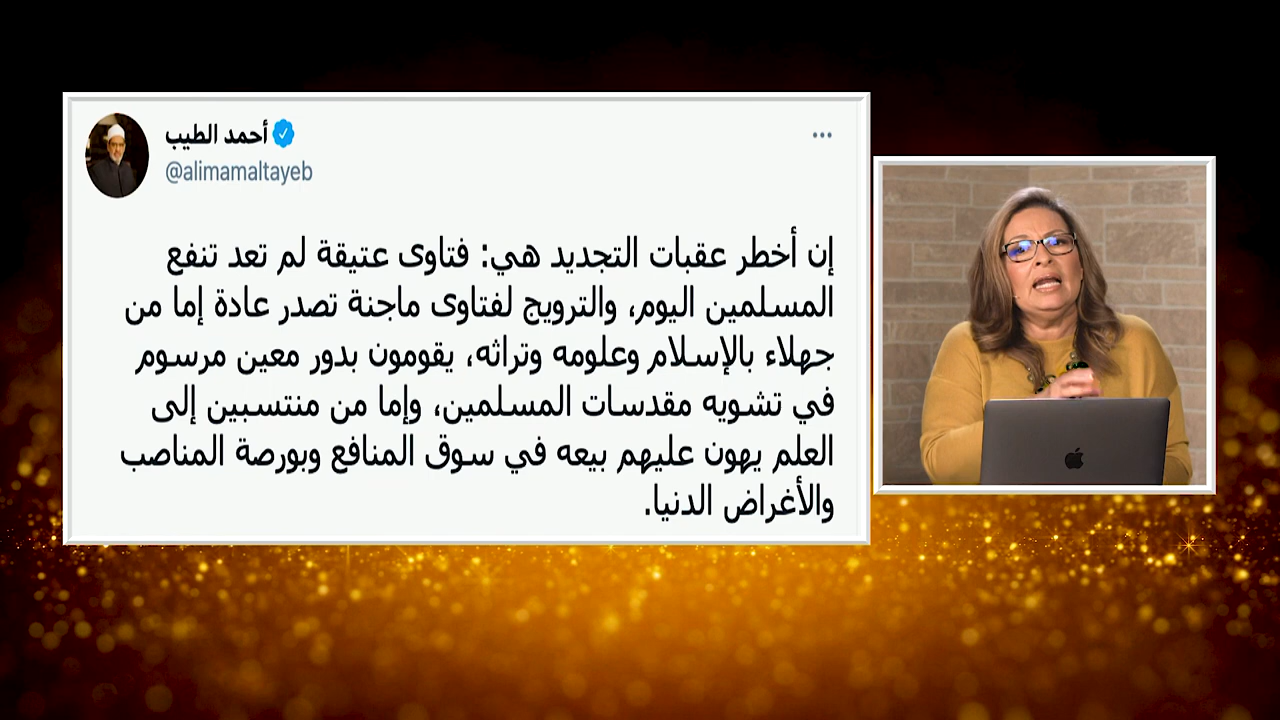 أحمد الطيب
@alimamaltayeb
إن أخطر عقبات التجديد هي: فتاوى عتيقة لم تعد تنفع
المسلمين اليوم، والترويج لفتاوى ماجنة تصدر عادة إما من
جهلاء بالإسلام وعلومه وتراثه، يقومون بدور معين مرسوم
في تشويه مقدسات المسلمين، وإما من منتسبين إلى
العلم يهون عليهم بيعه في سوق المنافع وبورصة المناصب
والأغراض الدنيا.